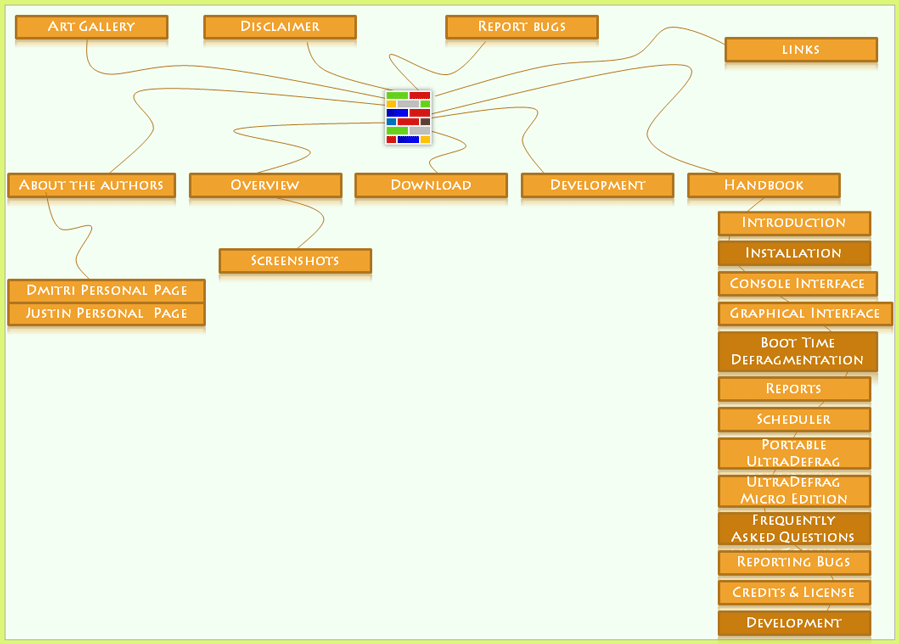 Art Gallery
Disclaimer
Report bugs
links
About the authors
Overview
Download
Development
Handbook
Introduction
Installation
Screenshots
Console Interface
Dmitri Personal Page
Justin Personal Page
Graphical Interface
Boot Time
Defragmentation
Reports
Scheduler
Portable
UltraDefrag
UltraDefrag
Micro Edition
Frequently
Asked Questions
Reporting Bugs
Credits & License
Development